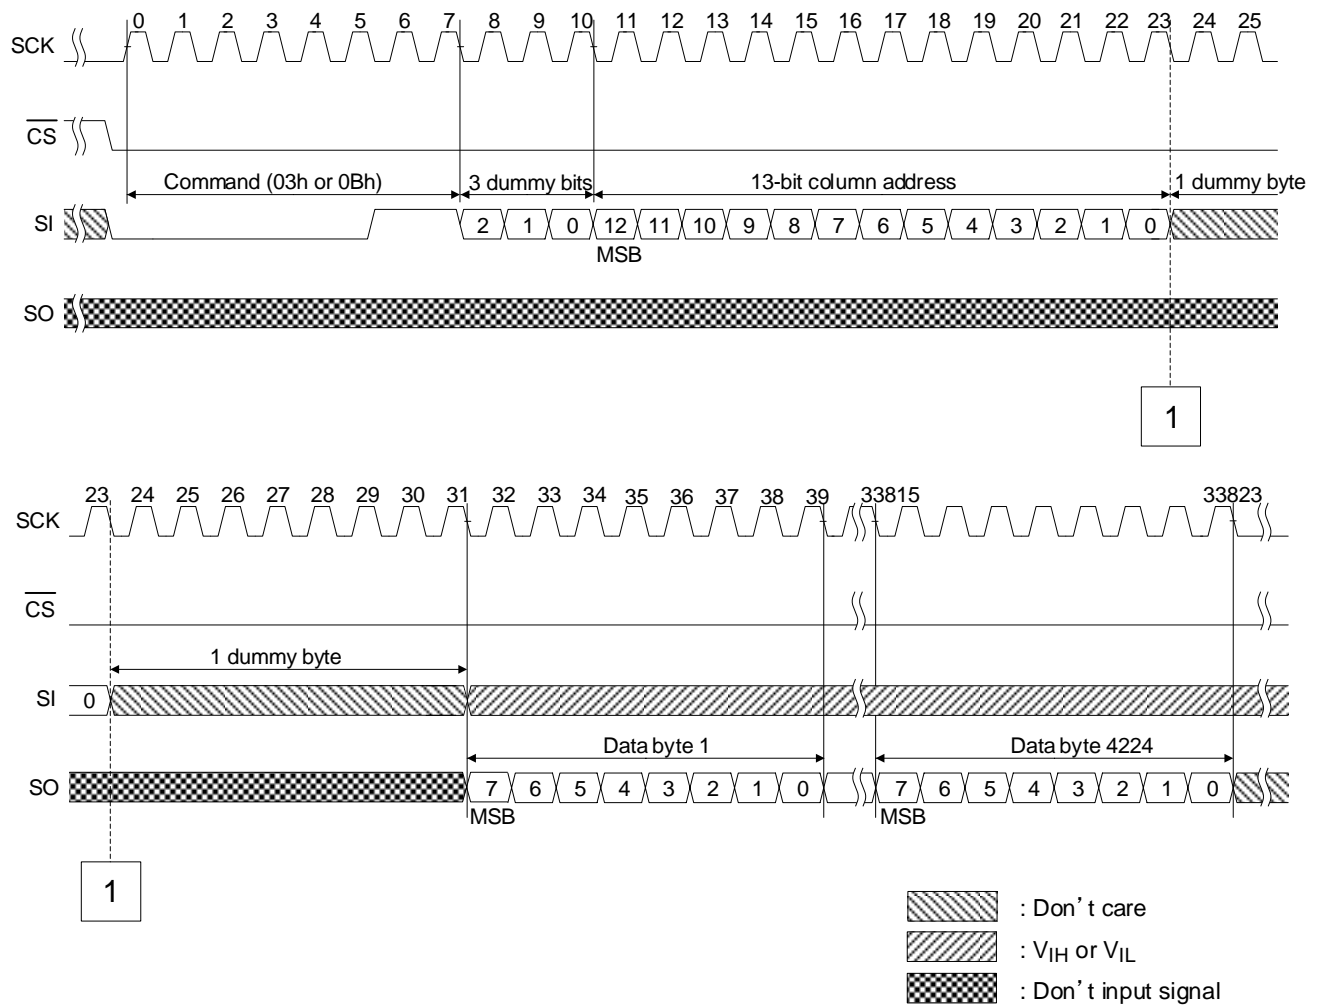 0 1 2 3 4 5 6 7 8 9 10 11 12 13 14 15 16 17 18 19 20 21 22 23 24 25
SCK
CS
Command (03h or 0Bh) 3 dummy bits 13-bit column address 1 dummy byte
SI 2 1 0 12 11 10 9 8 7 6 5 4 3 2 1 0
MSB
SO
1
23 24 25 26 27 28 29 30 31 32 33 34 35 36 37 38 39 33815 33823
SCK
CS
1 dummy byte
SI 0
Data byte 1 Data byte 4224
SO 7 6 5 4 3 2 1 0 7 6 5 4 3 2 1 0
MSB MSB
1
: Don't care
: VIH or VIL
: Don't input signal